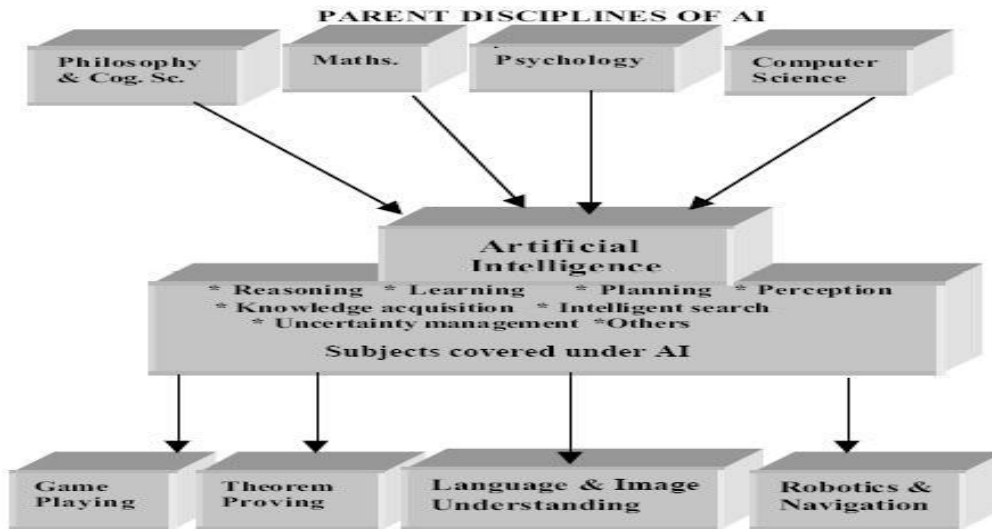 PARENT DISCIPLINES OF AI
Philosophy
& Cog. Sc.
Maths.
Psychology
Computer
Science
Artificial
Intelligence
* Reasoning * Learning * Planning * Perception
* Knowledge acquisition * Intelligent search
* Uncertainty management *Others
Subjects covered under AI
Game
Playing
Theorem
Proving
Language & Image
Understanding
Robotics &
Navigation